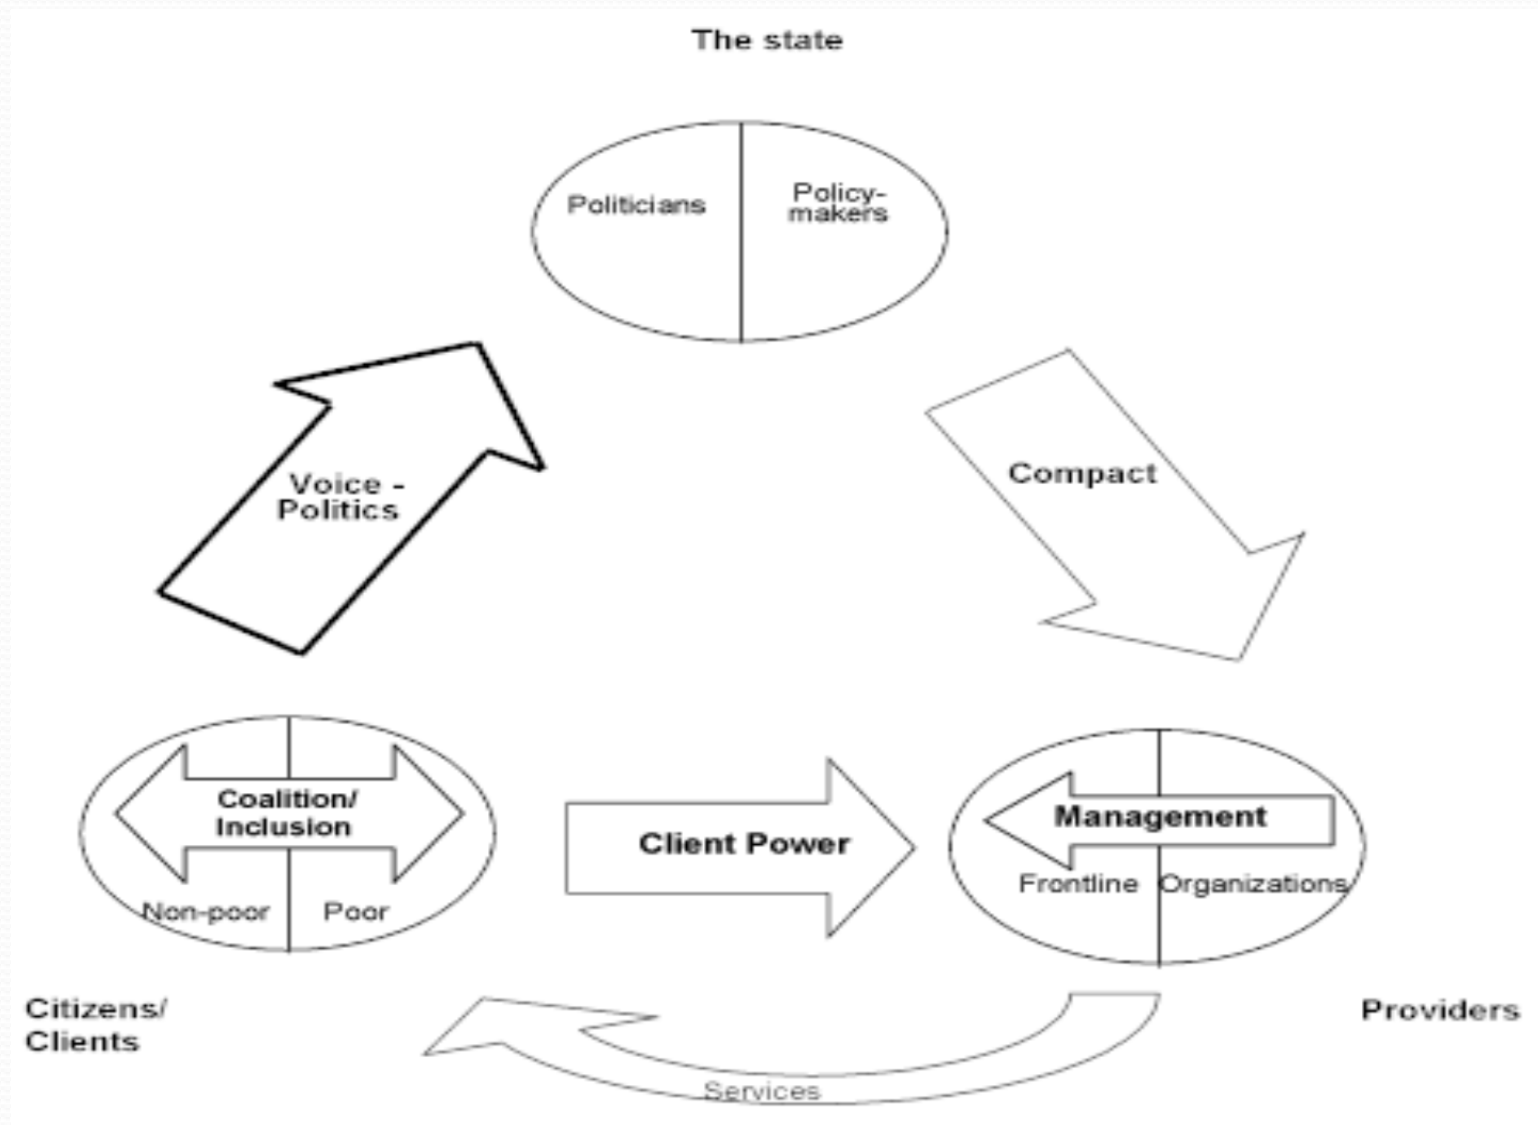 The state
Politicians
Policy-
makers
Voice -
Politics
Compact
Coalition/
Inclusion
Non-poor
Poor
Client Power
Management
Frontline
Organizations
Citizens/
Clients
Providers
Services